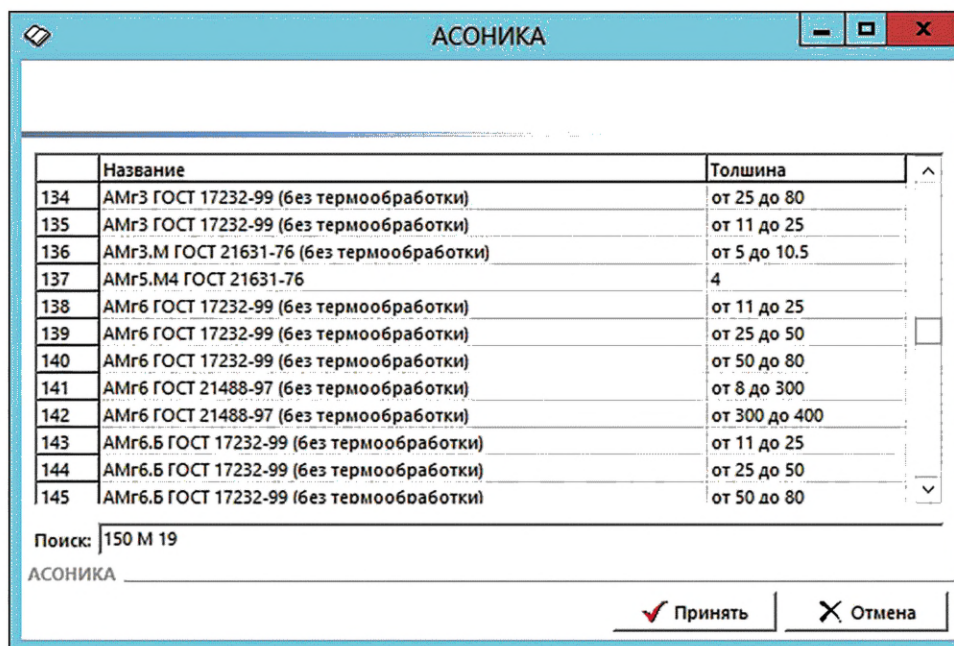 АСОНИКА
Название Толшина
134 АМг3 ГОСТ 17232-99 (без термообработки) от 25 до 80
135 АМг3 ГОСТ 17232-99 (без термообработки) от 11 до 25
136 АМг3.М ГОСТ 21631-76 (без термообработки) от 5 до 10.5
137 АМг5.М4 ГОСТ 21631-76 4
138 АМг6 ГОСТ 17232-99 (без термообработки) от 11 до 25
139 АМг6 ГОСТ 17232-99 (без термообработки) от 25 до 50
140 АМг6 ГОСТ 17232-99 (без термообработки) от 50 до 80
141 АМг6 ГОСТ 21488-97 (без термообработки) от 8 до 300
142 АМг6 ГОСТ 21488-97 (без термообработки) от 300 до 400
143 АМг6.Б ГОСТ 17232-99 (без термообработки) от 11 до 25
144 АМг6.Б ГОСТ 17232-99 (без термообработки) от 25 до 50
145 АМг6.Б ГОСТ 17232-99 (без термообработки) от 50 до 80
Поиск: 150 М 19
АСОНИКА
Принять Отмена